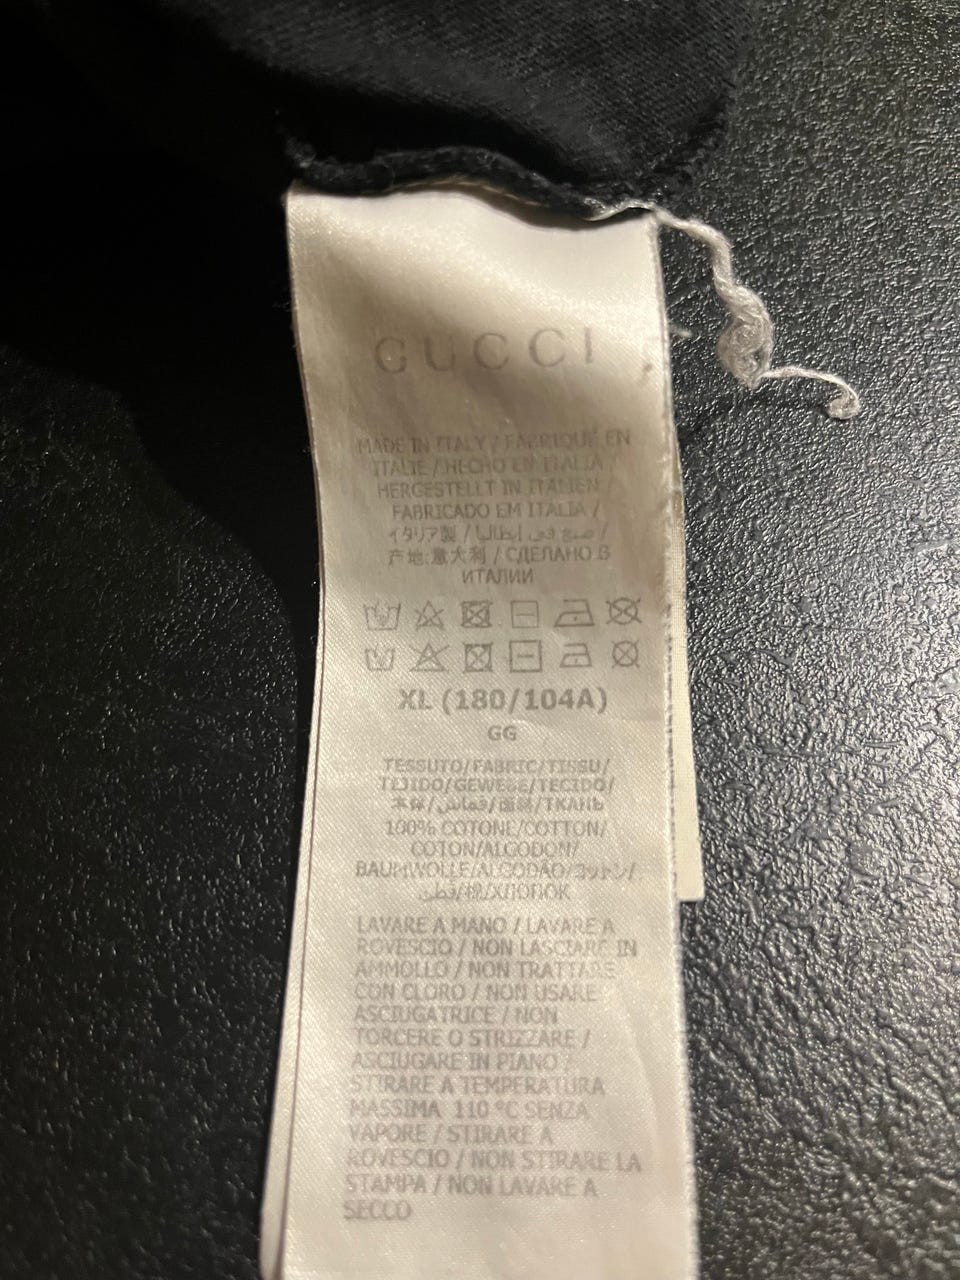 GUCCI
MADE IN ITALY / FABRIQUÉ EN
ITALIE / HECHO EN ITALIA /
HERGESTELLT IN ITALIEN /
FABRICADO EM ITALIA /
イタリア製 / صنع في إيطاليا /
产地:意大利 / СДЕЛАНО В
ИТАЛИИ
XL (180/104A)
GG
TESSUTO/FABRIC/TISSU/
TEJIDO/GEWEBE/TECIDO/
本体/قماش/面料/ТКАНЬ
100% COTONE/COTTON/
COTON/ALGODON/
BAUMWOLLE/ALGODÃO/コットン/
قطن/棉/ХЛОПОК
LAVARE A MANO / LAVARE A
ROVESCIO / NON LASCIARE IN
AMMOLLO / NON TRATTARE
CON CLORO / NON USARE
ASCIUGATRICE / NON
TORCERE O STRIZZARE /
ASCIUGARE IN PIANO /
STIRARE A TEMPERATURA
MASSIMA 110 °C SENZA
VAPORE / STIRARE A
ROVESCIO / NON STIRARE LA
STAMPA / NON LAVARE A
SECCO